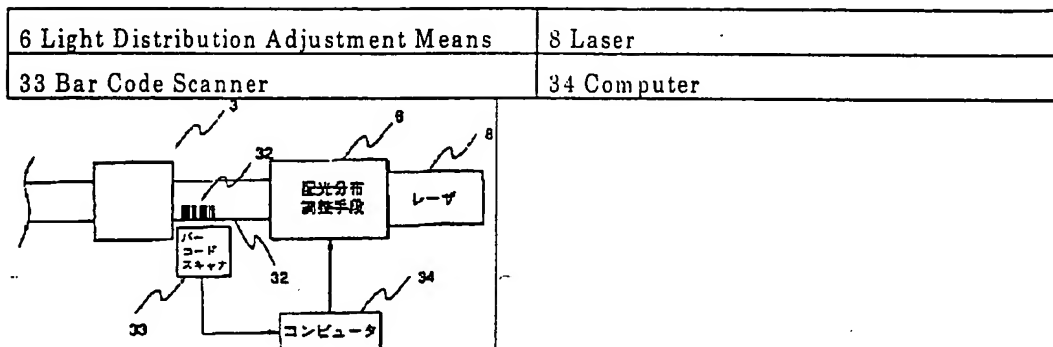 6 Light Distribution Adjustment Means
8 Laser
33 Bar Code Scanner
34 Computer
3
6
8
32
配光分布
調整手段
レーザ
バー
コード
スキャナ
32
34
33
コンピュータ